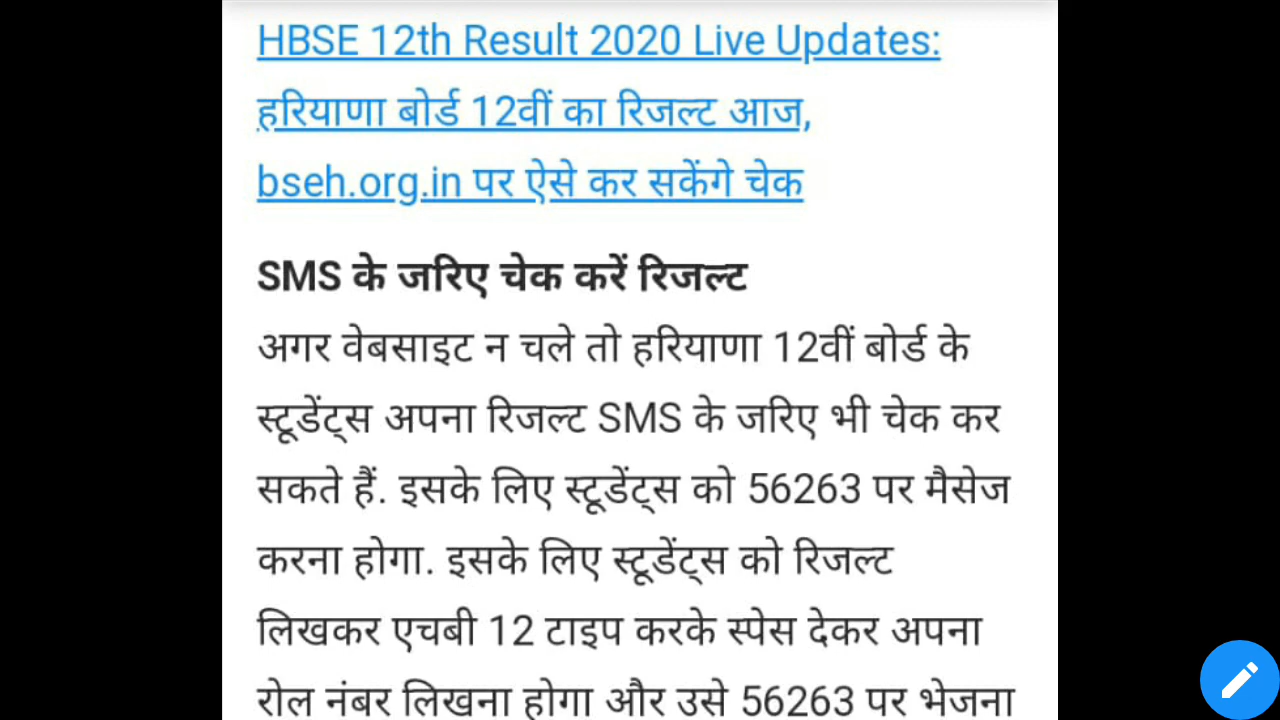 HBSE 12th Result 2020 Live Updates:
हरियाणा बोर्ड 12वीं का रिजल्ट आज,
bseh.org.in पर ऐसे कर सकेंगे चेक
SMS के जरिए चेक करें रिजल्ट
अगर वेबसाइट न चले तो हरियाणा 12वीं बोर्ड के
स्टूडेंट्स अपना रिजल्ट SMS के जरिए भी चेक कर
सकते हैं. इसके लिए स्टूडेंट्स को 56263 पर मैसेज
करना होगा. इसके लिए स्टूडेंट्स को रिजल्ट
लिखकर एचबी 12 टाइप करके स्पेस देकर अपना
रोल नंबर लिखना होगा और उसे 56263 पर भेजना